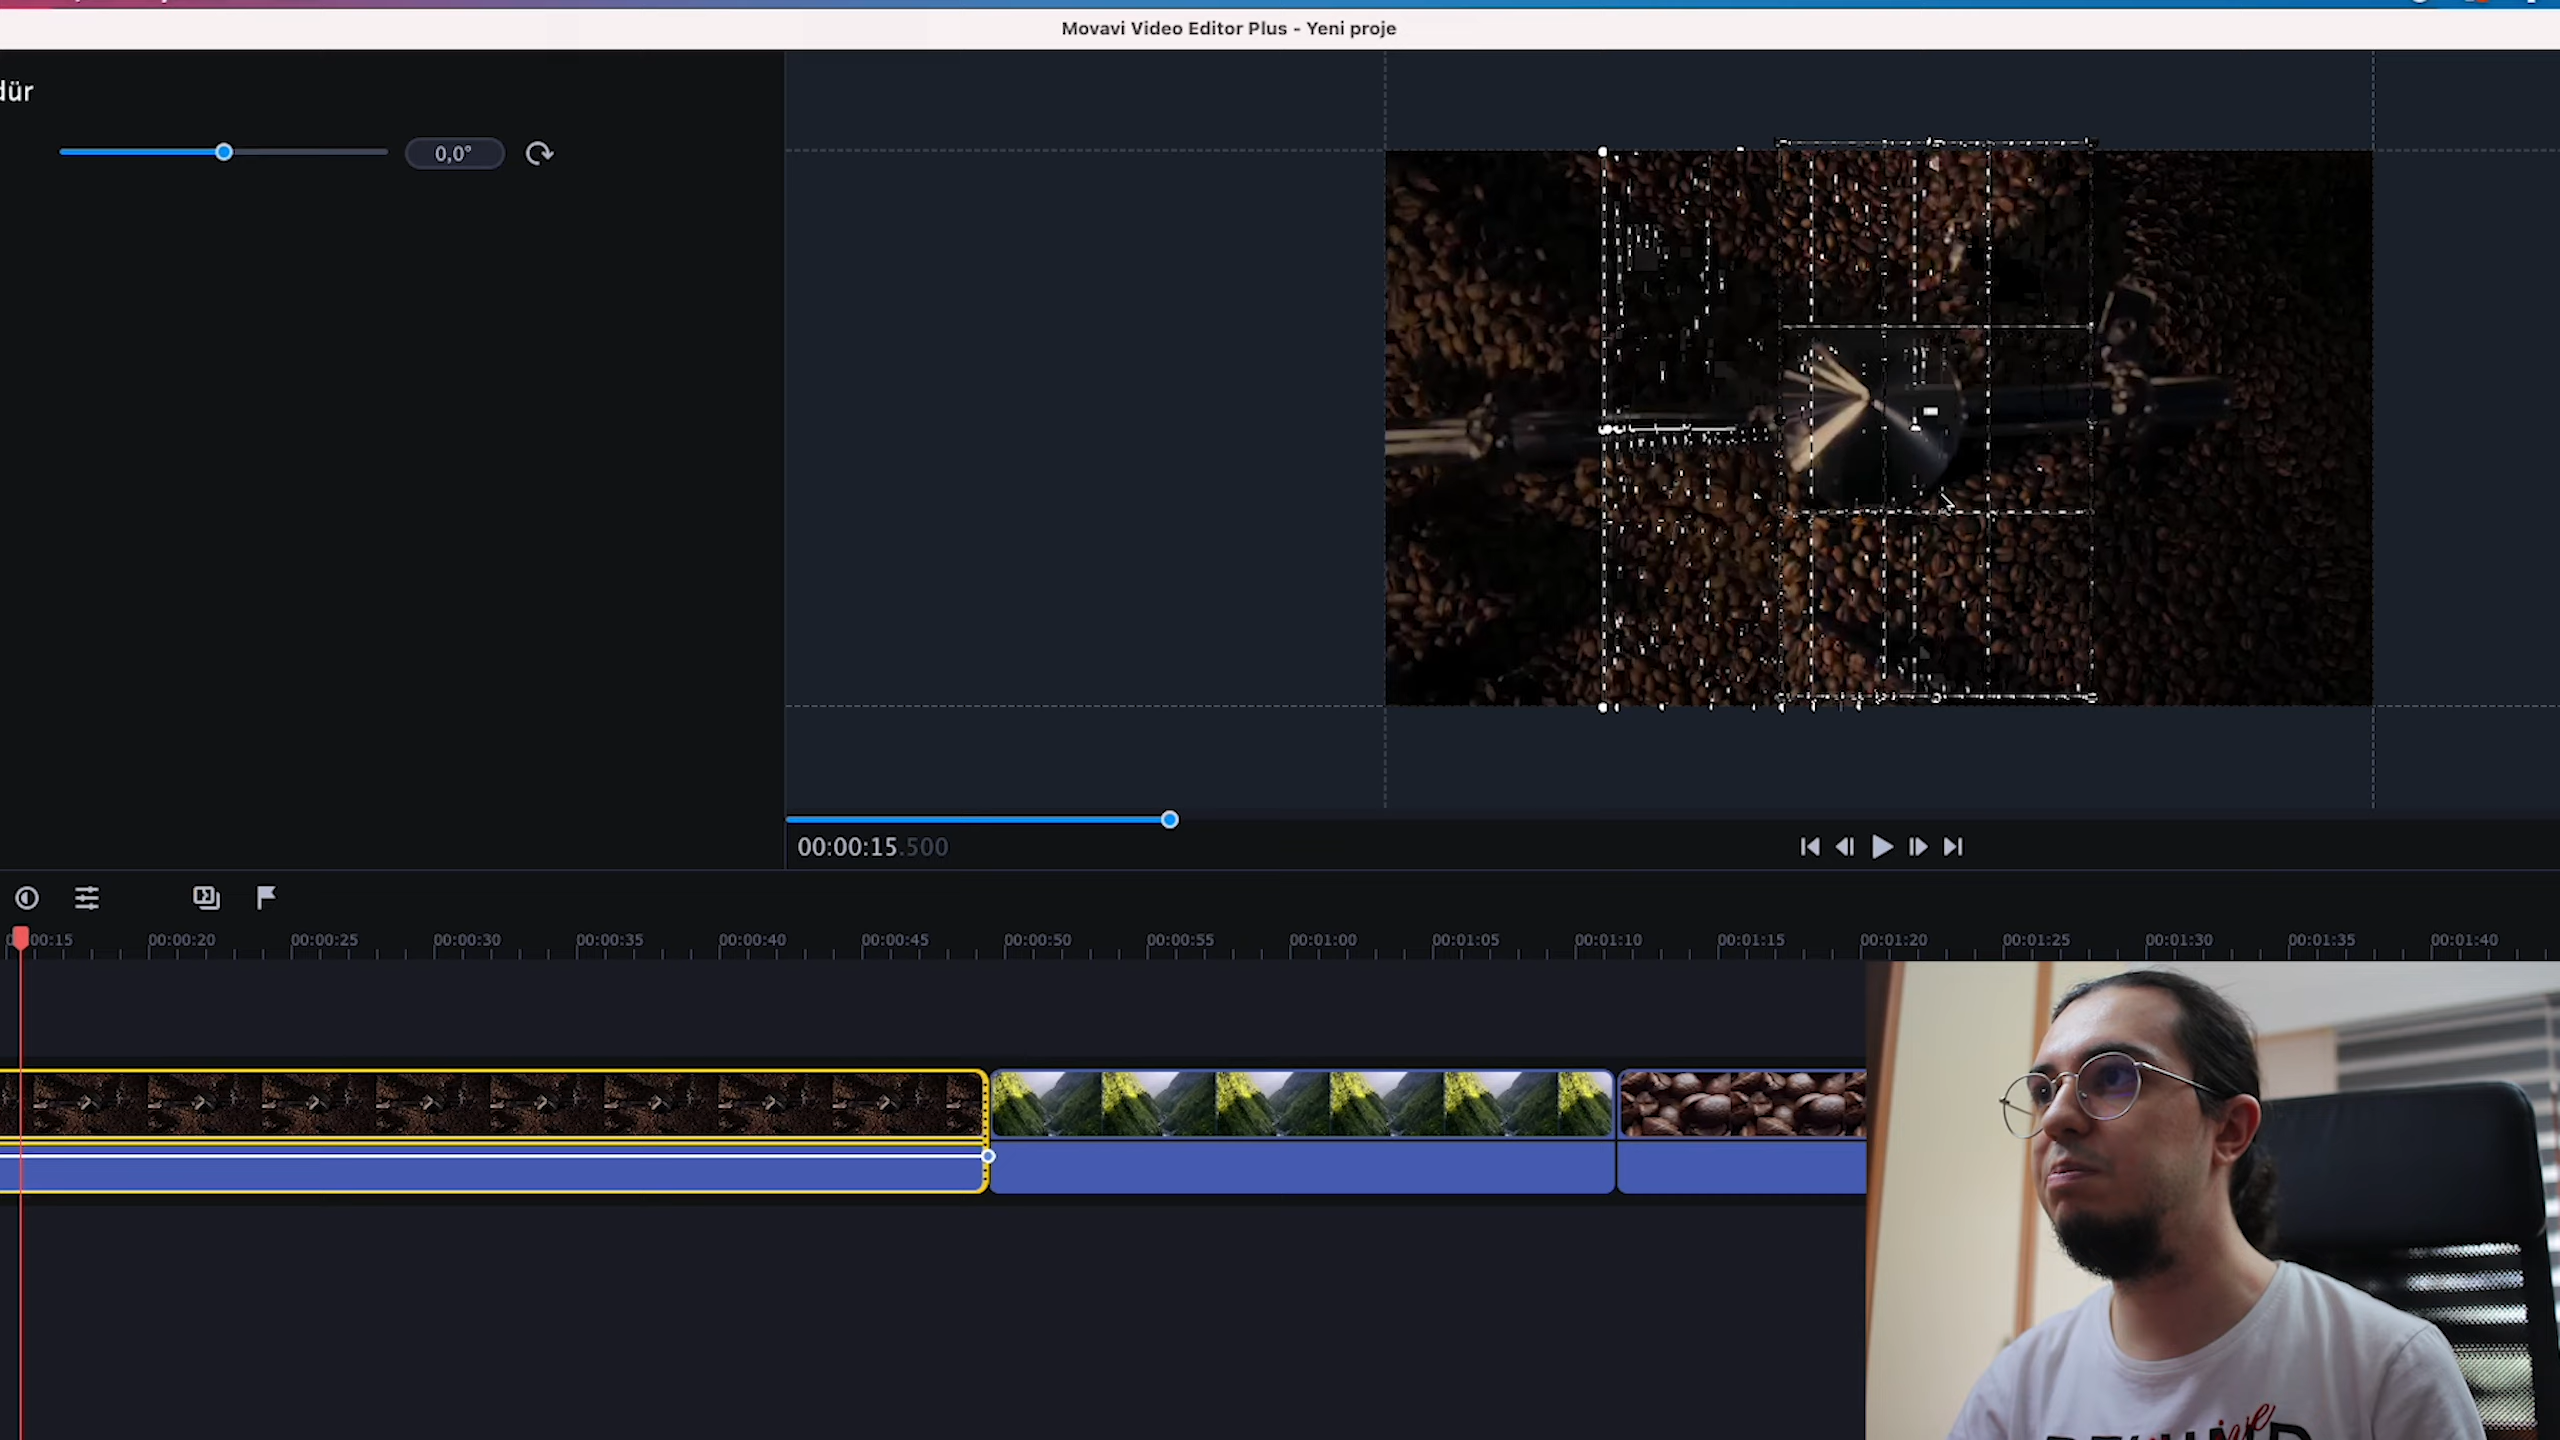 Movavi Video Editor Plus - Yeni proje
dür
0,0°
00:00:15.500
00:15 00:00:20 00:00:25 00:00:30 00:00:35 00:00:40 00:00:45 00:00:50 00:00:55 00:01:00 00:01:05 00:01:10 00:01:15 00:01:20 00:01:25 00:01:30 00:01:35 00:01:40